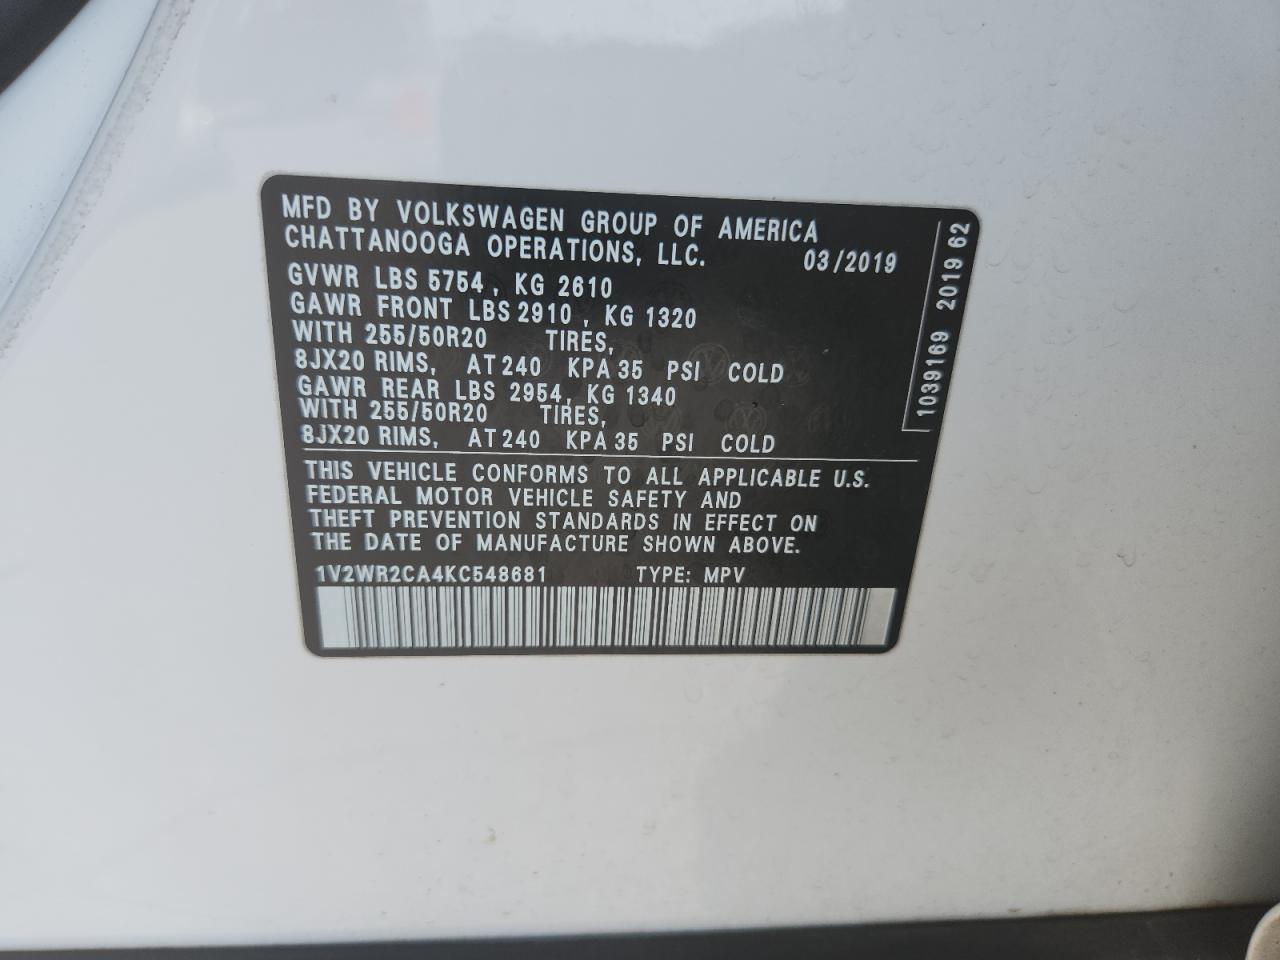 MFD BY VOLKSWAGEN GROUP OF AMERICA
CHATTANOOGA OPERATIONS, LLC. 03/2019
GVWR LBS 5754, KG 2610
GAWR FRONT LBS 2910, KG 1320
WITH 255/50R20 TIRES,
8JX20 RIMS, AT 240 KPA 35 PSI COLD
GAWR REAR LBS 2954, KG 1340
WITH 255/50R20 TIRES,
8JX20 RIMS, AT 240 KPA 35 PSI COLD
THIS VEHICLE CONFORMS TO ALL APPLICABLE U.S.
FEDERAL MOTOR VEHICLE SAFETY AND
THEFT PREVENTION STANDARDS IN EFFECT ON
THE DATE OF MANUFACTURE SHOWN ABOVE.
1V2WR2CA4KC548681 TYPE: MPV
1039169 2019 62